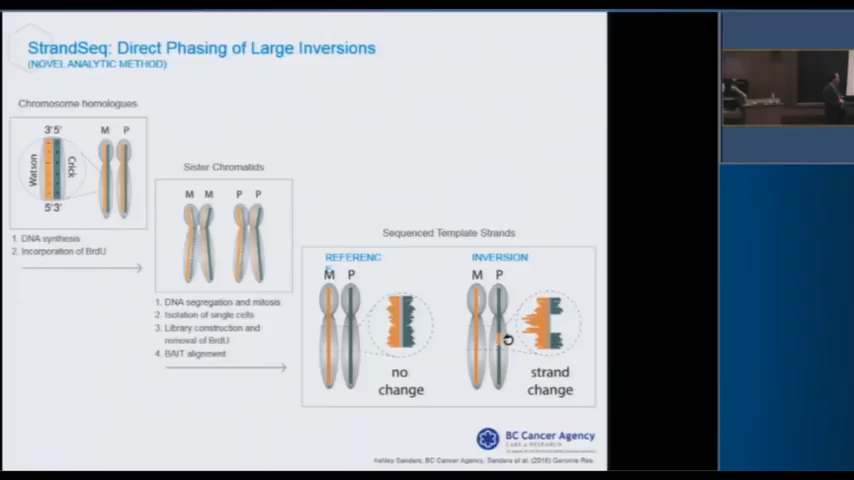 StrandSeq: Direct Phasing of Large Inversions
(NOVEL ANALYTIC METHOD)
Chromosome homologues
3'5'
M P
Watson
Crick
5'3'
1. DNA synthesis
2. Incorporation of BrdU
Sister Chromatids
M M P P
1. DNA segregation and mitosis
2. Isolation of single cells
3. Library construction and
removal of BrdU
4. BAIT alignment
Sequenced Template Strands
REFERENC
E
M P
no
change
INVERSION
M P
strand
change
BC Cancer Agency
CARE & RESEARCH
Ashley Sanders, BC Cancer Agency, Sanders et al. (2016) Genome Res.